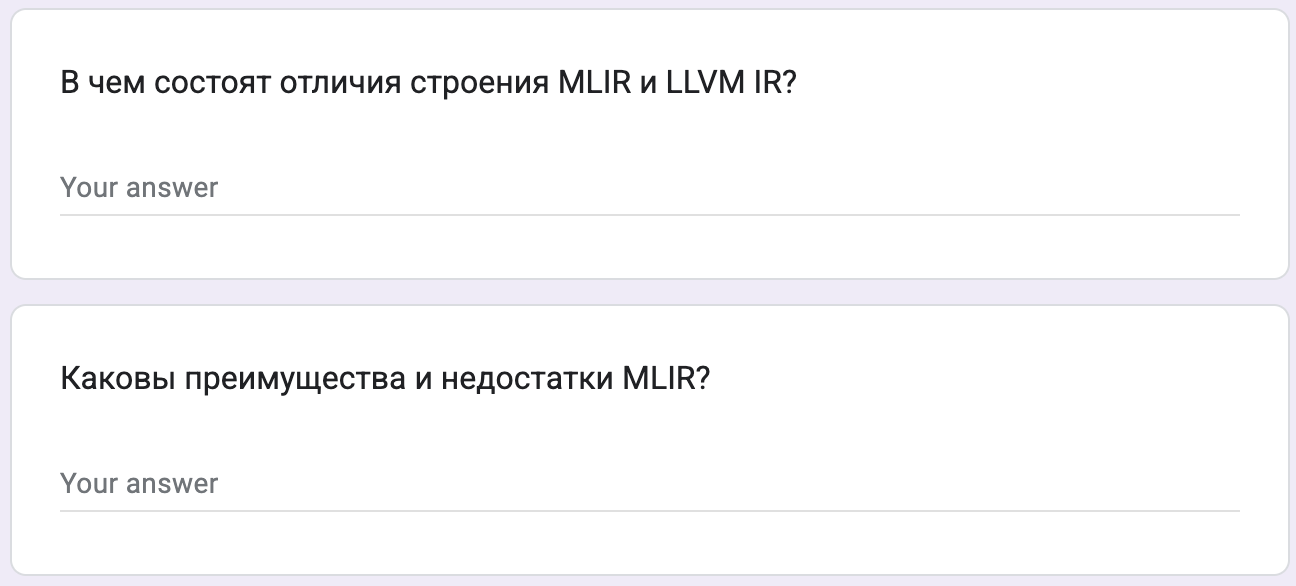 В чем состоят отличия строения MLIR и LLVM IR?
Your answer
Каковы преимущества и недостатки MLIR?
Your answer